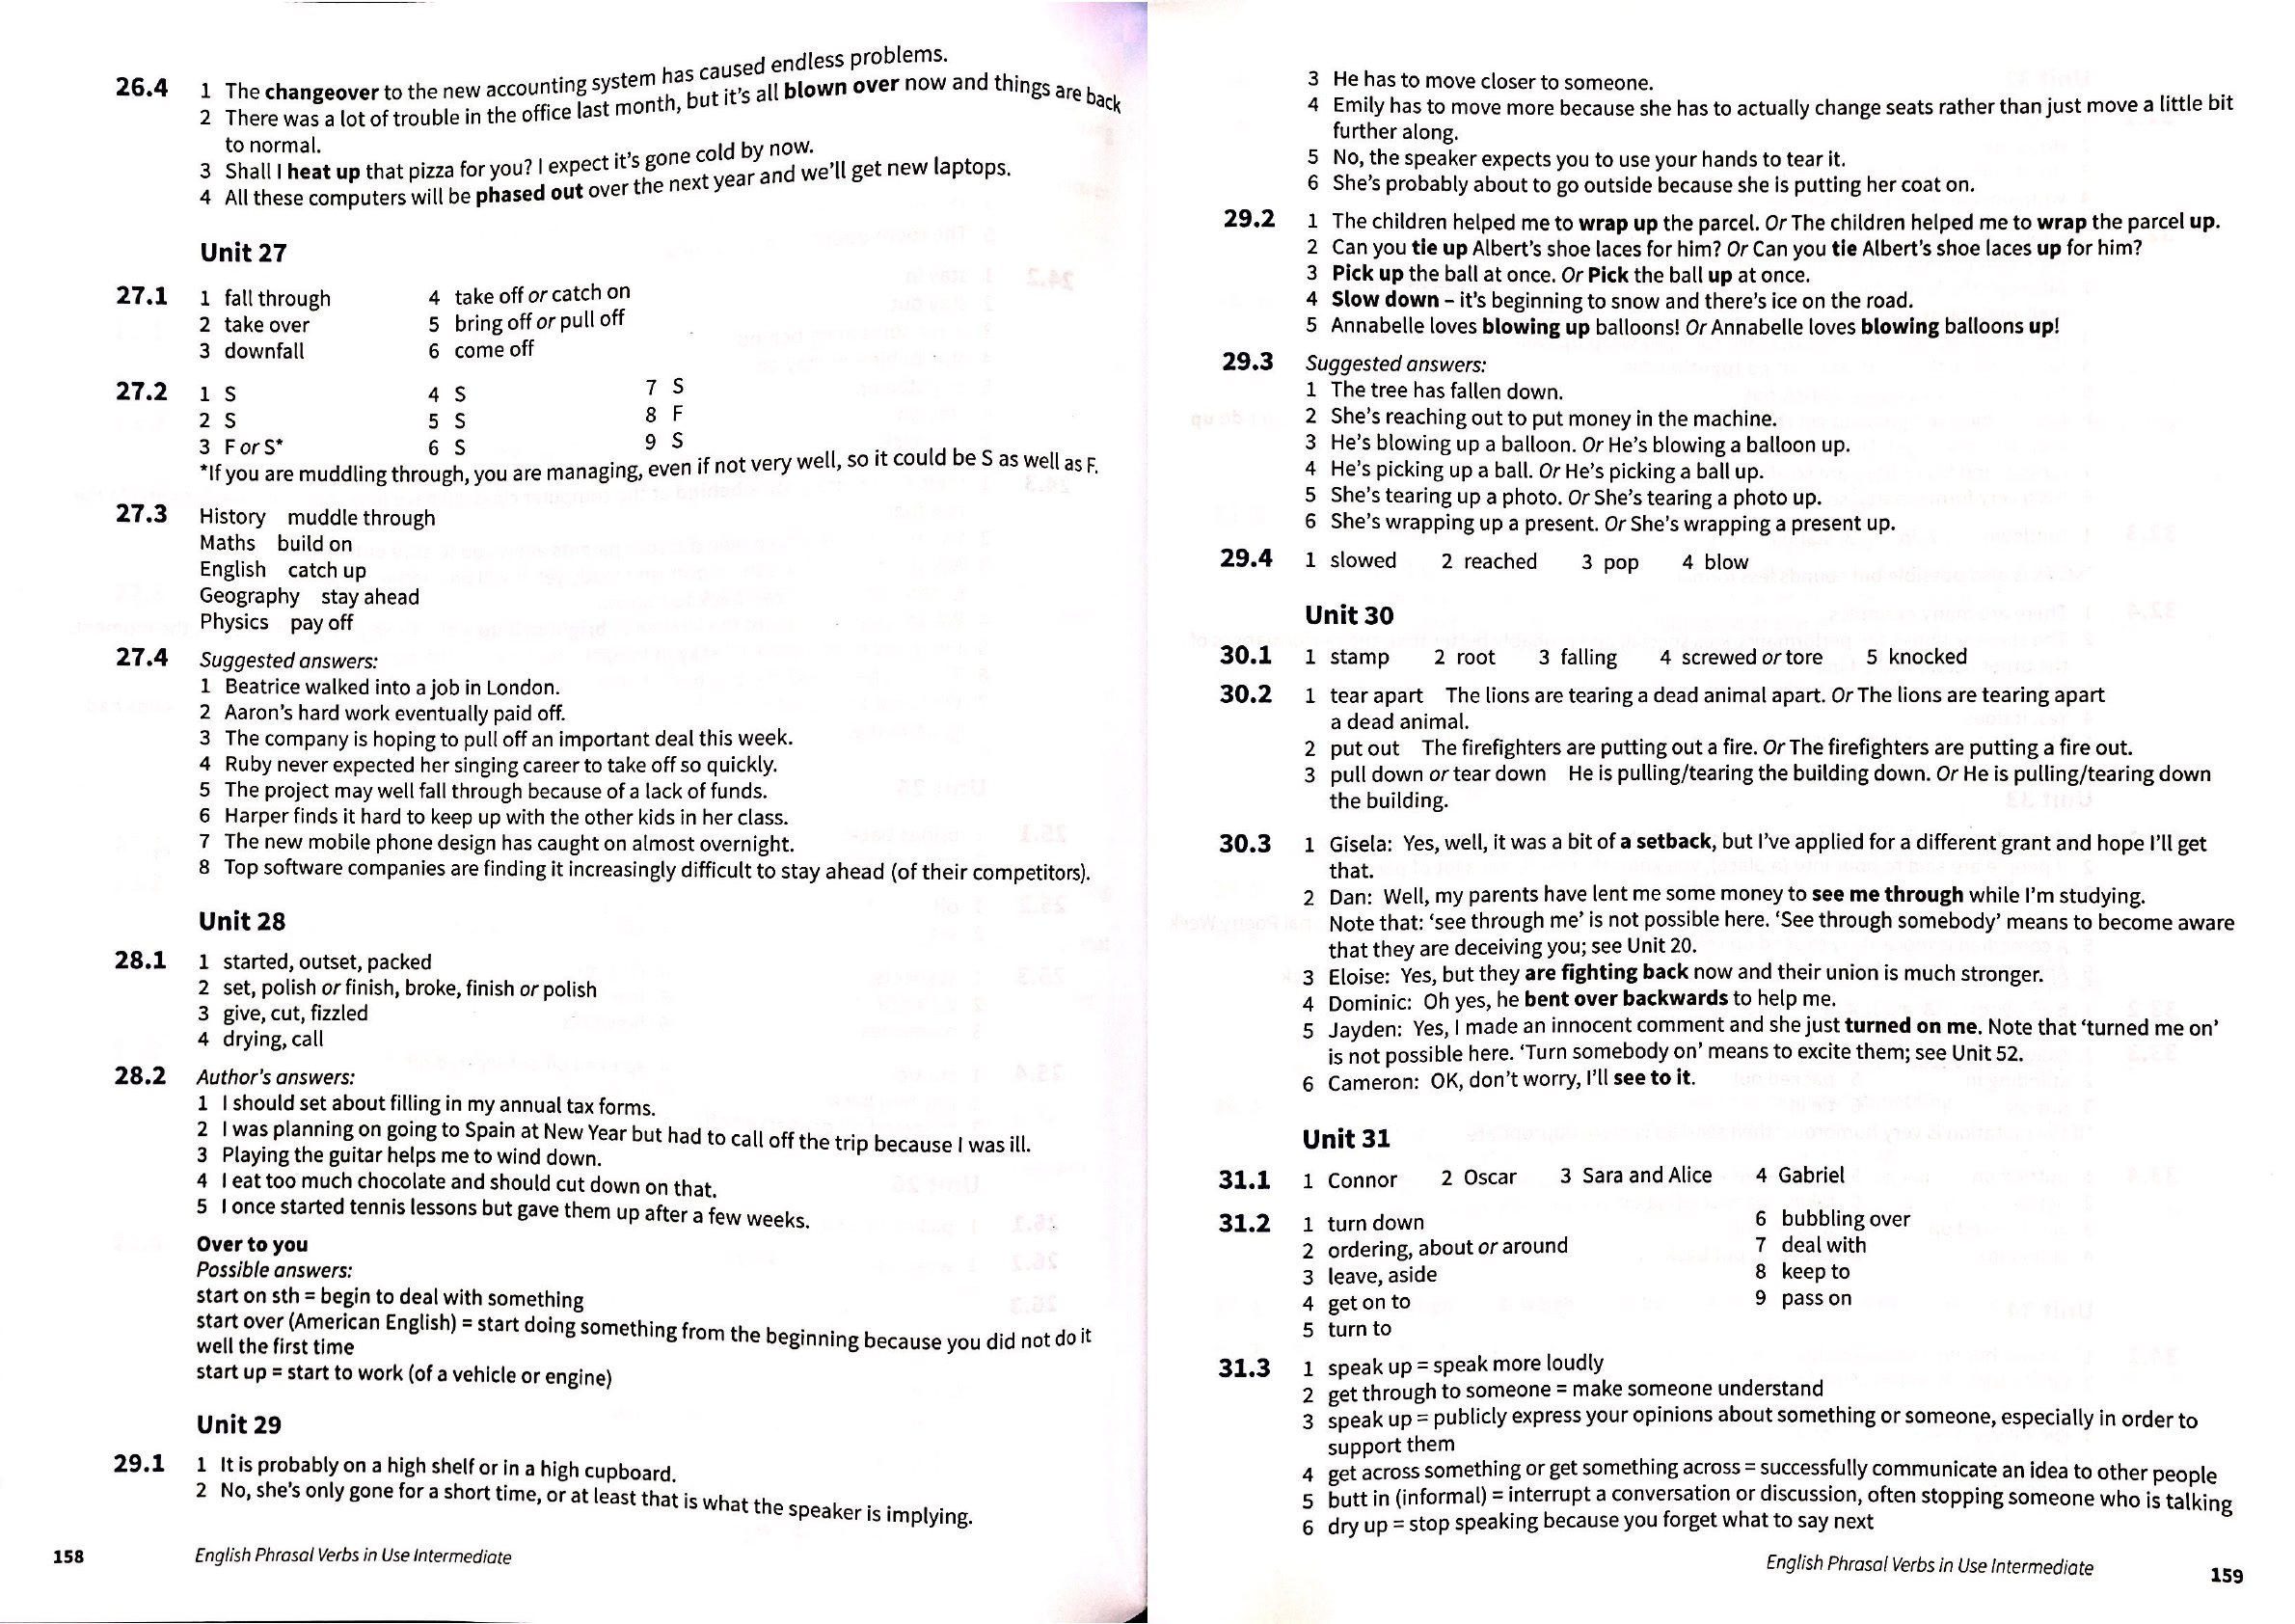 26.4 1 The changeover to the new accounting system has caused endless problems.
2 There was a lot of trouble in the office last month, but it's all blown over now and things are back
to normal.
3 Shall I heat up that pizza for you? I expect it's gone cold by now.
4 All these computers will be phased out over the next year and we'll get new laptops.
Unit 27
27.1 1 fall through 4 take off or catch on
2 take over 5 bring off or pull off
3 downfall 6 come off
27.2 1 S 4 S 7 S
2 S 5 S 8 F
3 F or S* 6 S 9 S
*If you are muddling through, you are managing, even if not very well, so it could be S as well as F.
27.3 History muddle through
Maths build on
English catch up
Geography stay ahead
Physics pay off
27.4 Suggested answers:
1 Beatrice walked into a job in London.
2 Aaron's hard work eventually paid off.
3 The company is hoping to pull off an important deal this week.
4 Ruby never expected her singing career to take off so quickly.
5 The project may well fall through because of a lack of funds.
6 Harper finds it hard to keep up with the other kids in her class.
7 The new mobile phone design has caught on almost overnight.
8 Top software companies are finding it increasingly difficult to stay ahead (of their competitors).
Unit 28
28.1 1 started, outset, packed
2 set, polish or finish, broke, finish or polish
3 give, cut, fizzled
4 drying, call
28.2 Author's answers:
1 I should set about filling in my annual tax forms.
2 I was planning on going to Spain at New Year but had to call off the trip because I was ill.
3 Playing the guitar helps me to wind down.
4 I eat too much chocolate and should cut down on that.
5 I once started tennis lessons but gave them up after a few weeks.
Over to you
Possible answers:
start on sth = begin to deal with something
start over (American English) = start doing something from the beginning because you did not do it
well the first time
start up = start to work (of a vehicle or engine)
Unit 29
29.1 1 It is probably on a high shelf or in a high cupboard.
2 No, she's only gone for a short time, or at least that is what the speaker is implying.
158 English Phrasal Verbs in Use Intermediate
3 He has to move closer to someone.
4 Emily has to move more because she has to actually change seats rather than just move a little bit
further along.
5 No, the speaker expects you to use your hands to tear it.
6 She's probably about to go outside because she is putting her coat on.
29.2 1 The children helped me to wrap up the parcel. Or The children helped me to wrap the parcel up.
2 Can you tie up Albert's shoe laces for him? Or Can you tie Albert's shoe laces up for him?
3 Pick up the ball at once. Or Pick the ball up at once.
4 Slow down – it's beginning to snow and there's ice on the road.
5 Annabelle loves blowing up balloons! Or Annabelle loves blowing balloons up!
29.3 Suggested answers:
1 The tree has fallen down.
2 She's reaching out to put money in the machine.
3 He's blowing up a balloon. Or He's blowing a balloon up.
4 He's picking up a ball. Or He's picking a ball up.
5 She's tearing up a photo. Or She's tearing a photo up.
6 She's wrapping up a present. Or She's wrapping a present up.
29.4 1 slowed 2 reached 3 pop 4 blow
Unit 30
30.1 1 stamp 2 root 3 falling 4 screwed or tore 5 knocked
30.2 1 tear apart The lions are tearing a dead animal apart. Or The lions are tearing apart
a dead animal.
2 put out The firefighters are putting out a fire. Or The firefighters are putting a fire out.
3 pull down or tear down He is pulling/tearing the building down. Or He is pulling/tearing down
the building.
30.3 1 Gisela: Yes, well, it was a bit of a setback, but I've applied for a different grant and hope I'll get
that.
2 Dan: Well, my parents have lent me some money to see me through while I'm studying.
Note that: 'see through me' is not possible here. 'See through somebody' means to become aware
that they are deceiving you; see Unit 20.
3 Eloise: Yes, but they are fighting back now and their union is much stronger.
4 Dominic: Oh yes, he bent over backwards to help me.
5 Jayden: Yes, I made an innocent comment and she just turned on me. Note that 'turned me on'
is not possible here. 'Turn somebody on' means to excite them; see Unit 52.
6 Cameron: OK, don't worry, I'll see to it.
Unit 31
31.1 1 Connor 2 Oscar 3 Sara and Alice 4 Gabriel
31.2 1 turn down 6 bubbling over
2 ordering, about or around 7 deal with
3 leave, aside 8 keep to
4 get on to 9 pass on
5 turn to
31.3 1 speak up = speak more loudly
2 get through to someone = make someone understand
3 speak up = publicly express your opinions about something or someone, especially in order to
support them
4 get across something or get something across = successfully communicate an idea to other people
5 butt in (informal) = interrupt a conversation or discussion, often stopping someone who is talking
6 dry up = stop speaking because you forget what to say next
English Phrasal Verbs in Use Intermediate 159